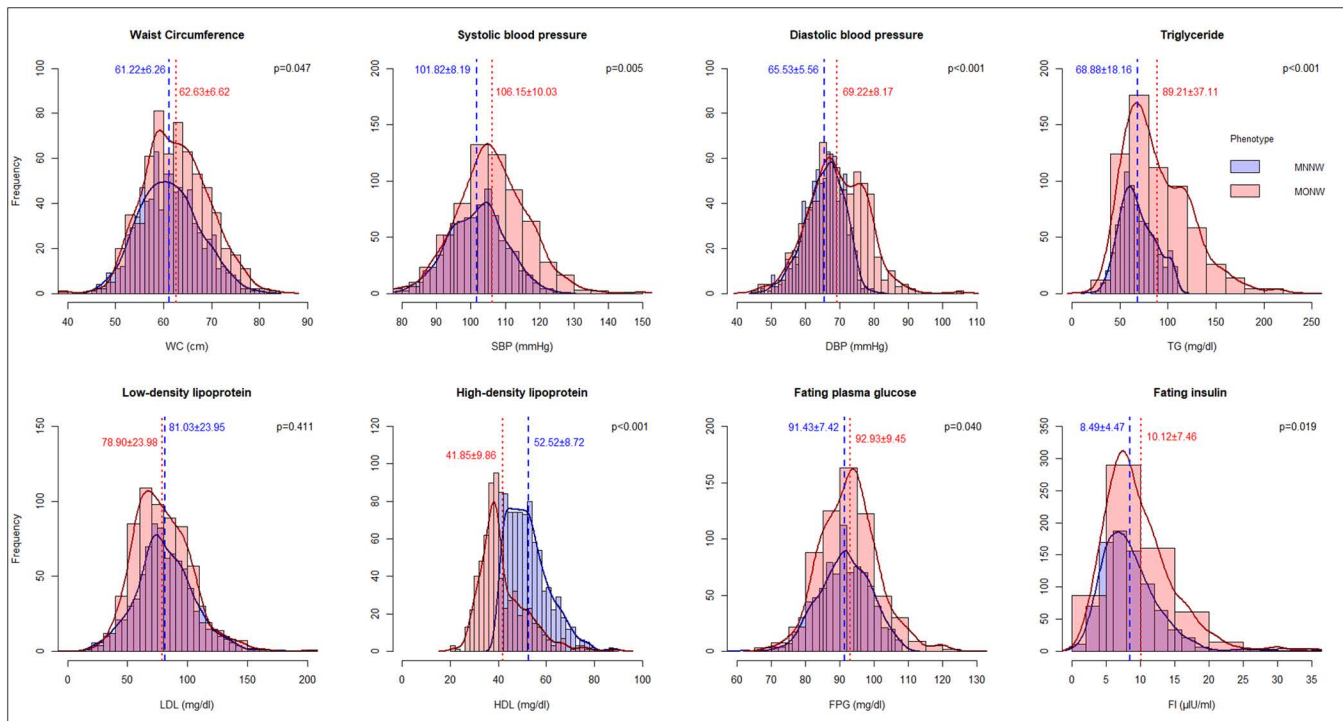 Waist Circumference
61.22±6.26
p=0.047
62.63±6.62
Frequency
100
80
60
40
20
0
40 50 60 70 80 90
WC (cm)
Systolic blood pressure
101.82±8.19
p=0.005
106.15±10.03
200
150
100
50
0
80 90 100 110 120 130 140 150
SBP (mmHg)
Diastolic blood pressure
65.53±5.56
p<0.001
69.22±8.17
100
80
60
40
20
0
40 50 60 70 80 90 100 110
DBP (mmHg)
Triglyceride
68.88±18.16
p<0.001
89.21±37.11
200
150
100
50
0
Phenotype
MNNW
MONW
0 50 100 150 200 250
TG (mg/dl)
Low-density lipoprotein
81.03±23.95
p=0.411
78.90±23.98
Frequency
150
100
50
0
0 50 100 150 200
LDL (mg/dl)
High-density lipoprotein
p<0.001
52.52±8.72
41.85±9.86
120
100
80
60
40
20
0
0 20 40 60 80 100
HDL (mg/dl)
Fating plasma glucose
91.43±7.42
p=0.040
92.93±9.45
200
150
100
50
0
60 70 80 90 100 110 120 130
FPG (mg/dl)
Fating insulin
8.49±4.47
p=0.019
10.12±7.46
350
300
250
200
150
100
50
0
0 5 10 15 20 25 30 35
FI (μIU/ml)